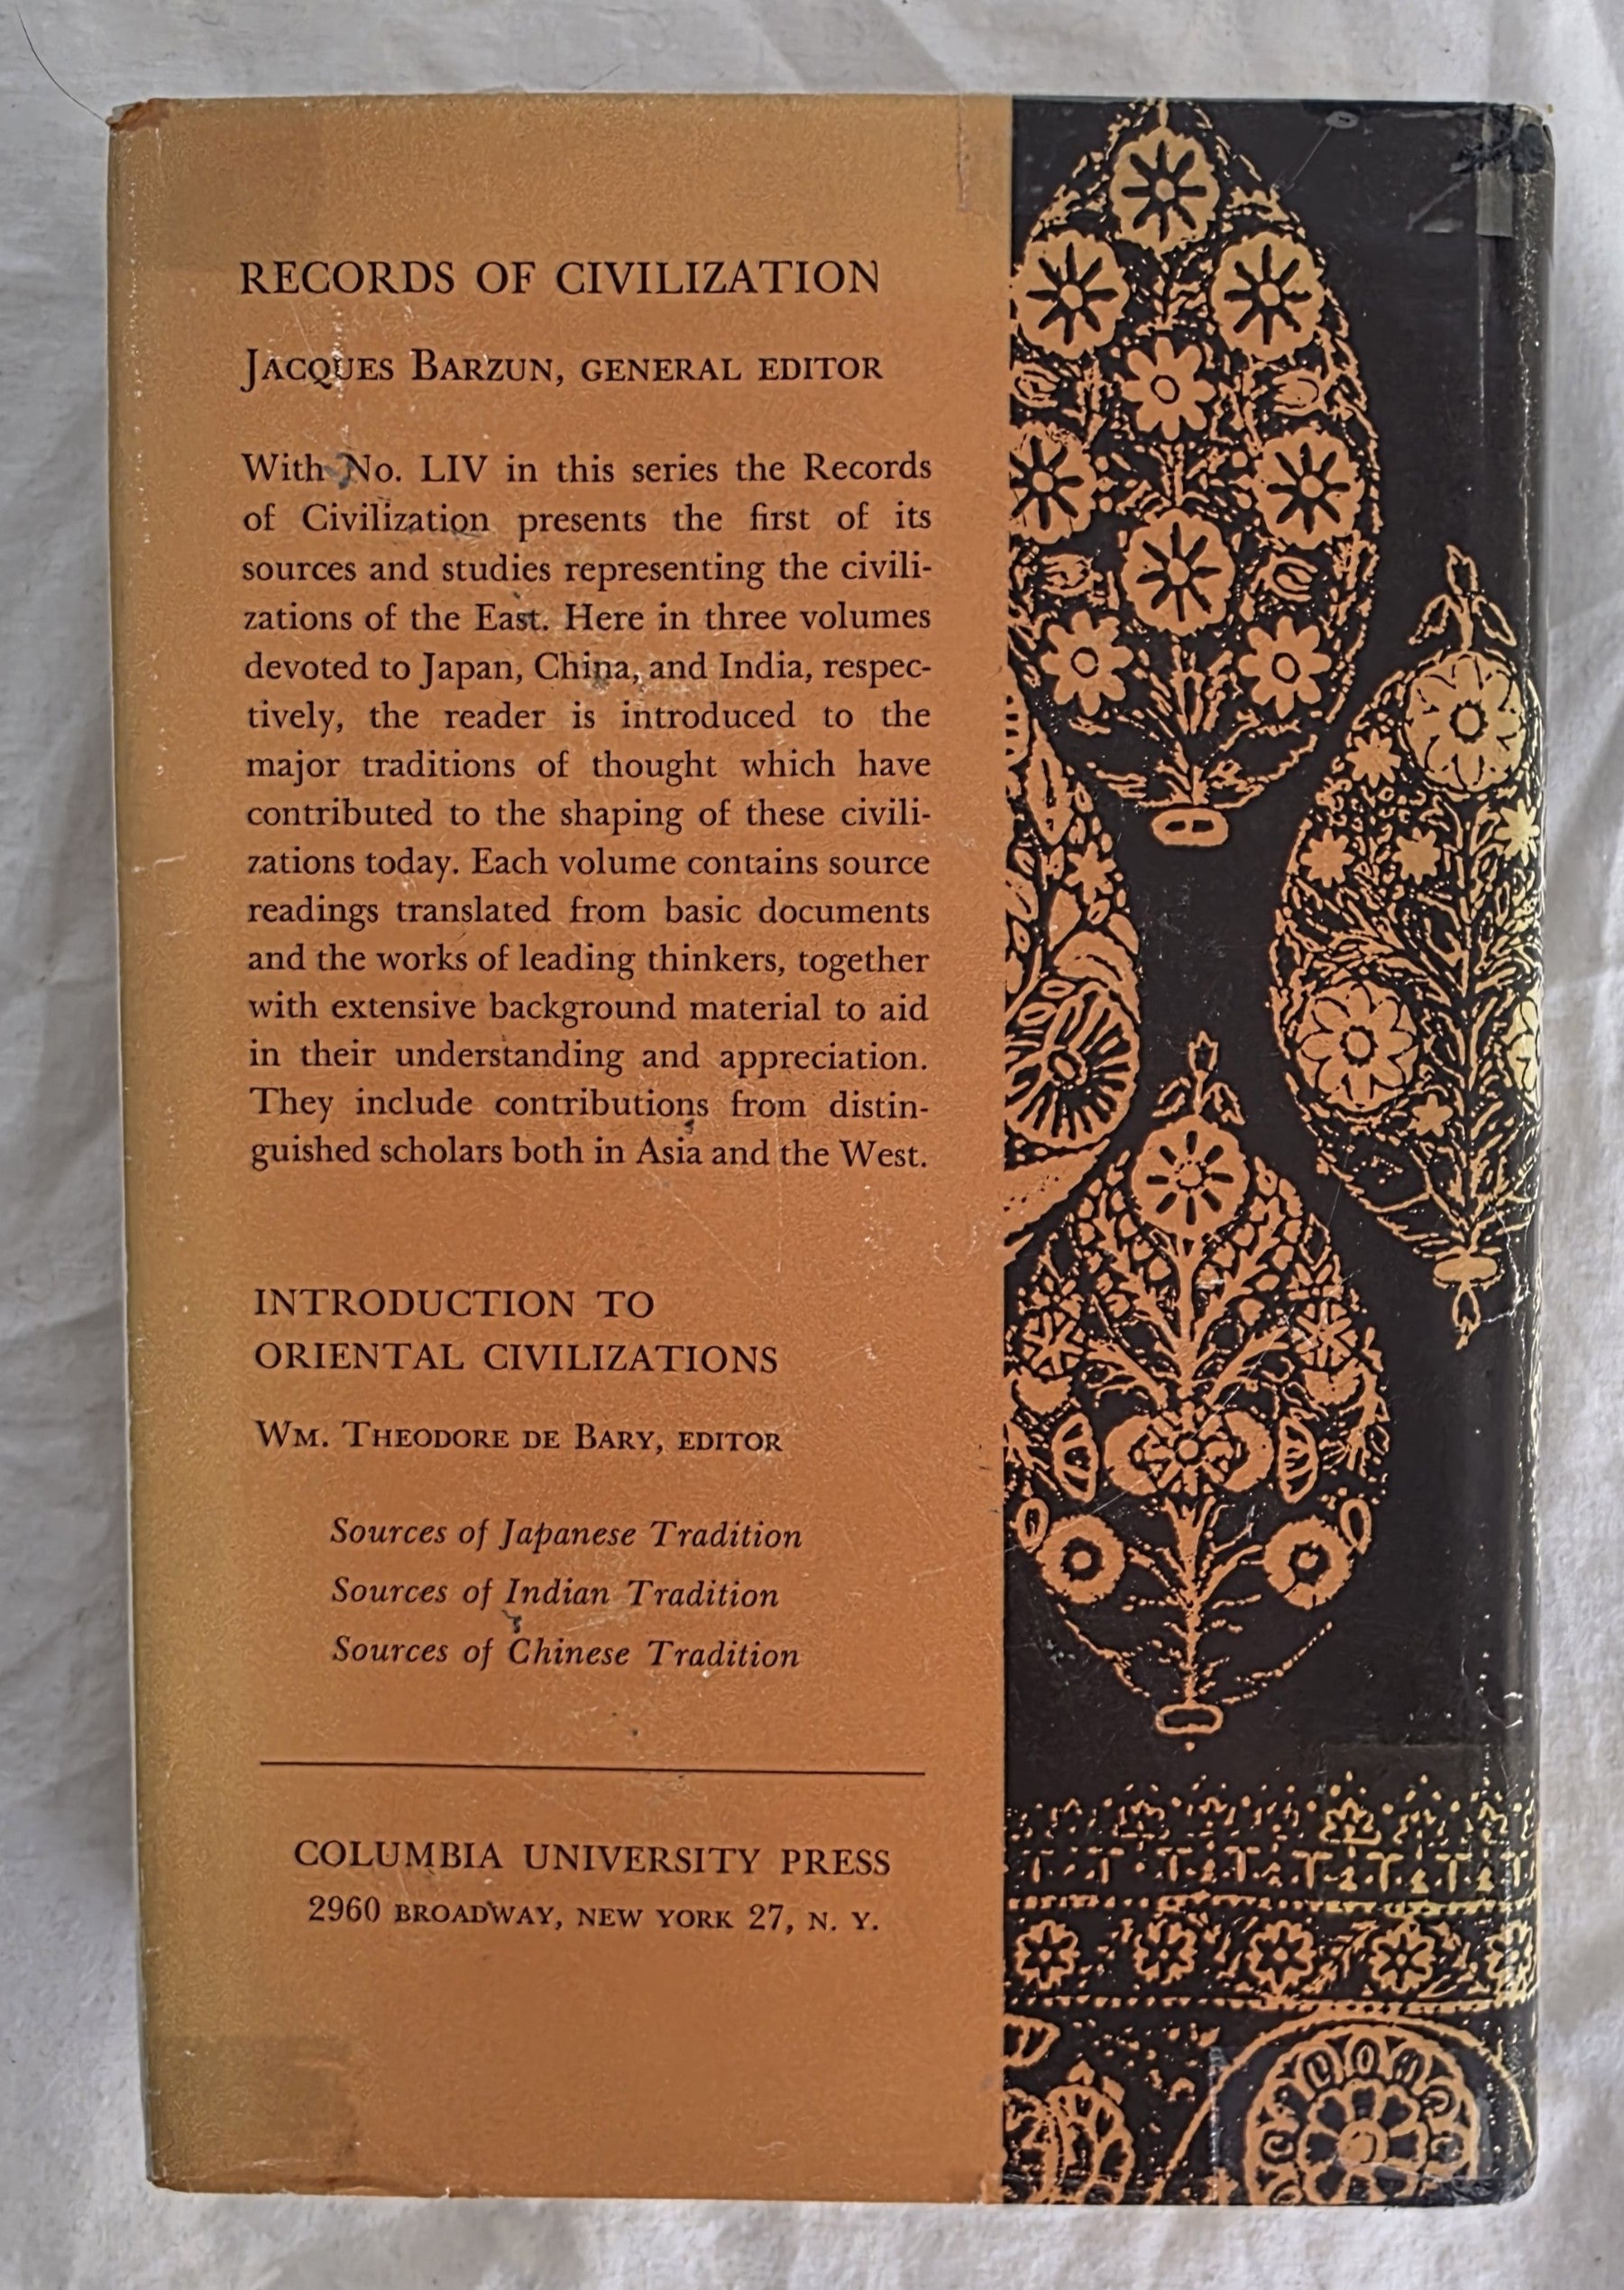 RECORDS OF CIVILIZATION
JACQUES BARZUN, GENERAL EDITOR
With No. LIV in this series the Records
of Civilization presents the first of its
sources and studies representing the civili-
zations of the East. Here in three volumes
devoted to Japan, China, and India, respec-
tively, the reader is introduced to the
major traditions of thought which have
contributed to the shaping of these civili-
zations today. Each volume contains source
readings translated from basic documents
and the works of leading thinkers, together
with extensive background material to aid
in their understanding and appreciation.
They include contributions from distin-
guished scholars both in Asia and the West.
INTRODUCTION TO
ORIENTAL CIVILIZATIONS
WM. THEODORE DE BARY, EDITOR
Sources of Japanese Tradition
Sources of Indian Tradition
Sources of Chinese Tradition
COLUMBIA UNIVERSITY PRESS
2960 BROADWAY, NEW YORK 27, N. Y.